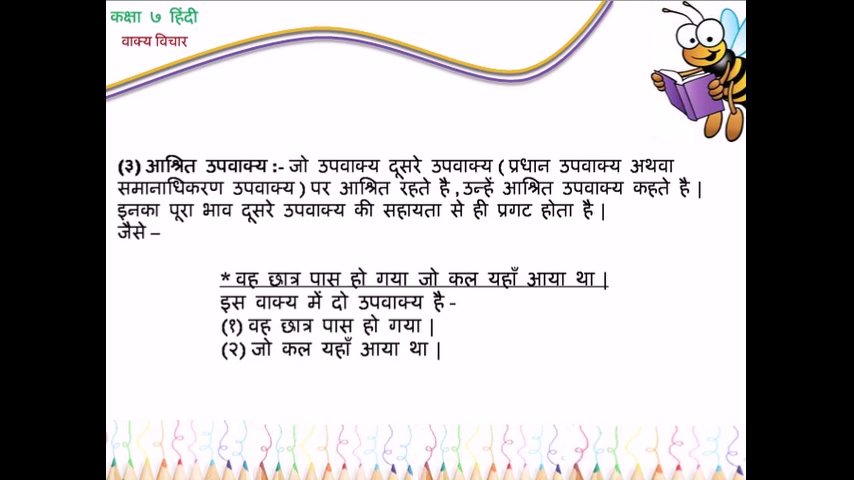 कक्षा ७ हिंदी
वाक्य विचार
(३) आश्रित उपवाक्य :- जो उपवाक्य दूसरे उपवाक्य ( प्रधान उपवाक्य अथवा
समानाधिकरण उपवाक्य ) पर आश्रित रहते है , उन्हें आश्रित उपवाक्य कहते है |
इनका पूरा भाव दूसरे उपवाक्य की सहायता से ही प्रगट होता है |
जैसे –
* वह छात्र पास हो गया जो कल यहाँ आया था |
इस वाक्य में दो उपवाक्य है -
(१) वह छात्र पास हो गया |
(२) जो कल यहाँ आया था |